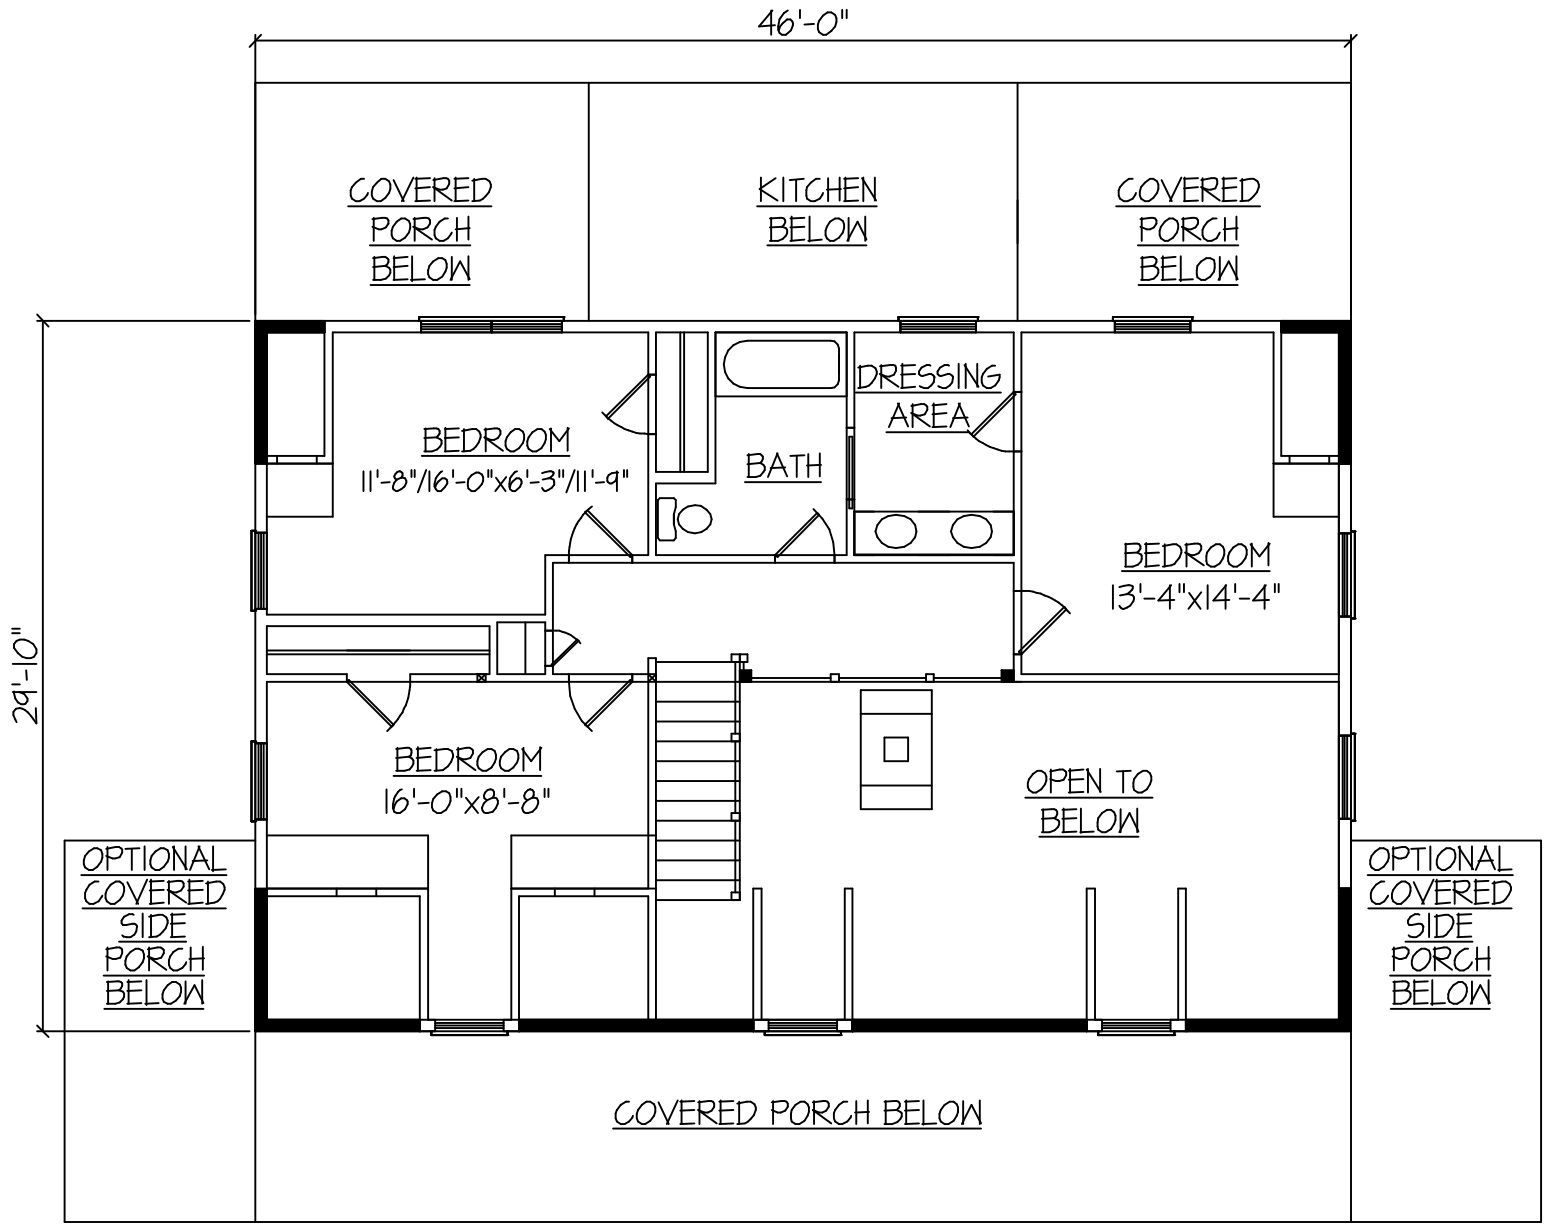 46'-0"
COVERED
PORCH
BELOW
KITCHEN
BELOW
COVERED
PORCH
BELOW
DRESSING
AREA
BEDROOM
11'-8"/16'-0"x6'-3"/11'-9"
BATH
BEDROOM
13'-4"x14'-4"
29'-10"
BEDROOM
16'-0"x8'-8"
OPEN TO
BELOW
OPTIONAL
COVERED
SIDE
PORCH
BELOW
OPTIONAL
COVERED
SIDE
PORCH
BELOW
COVERED PORCH BELOW